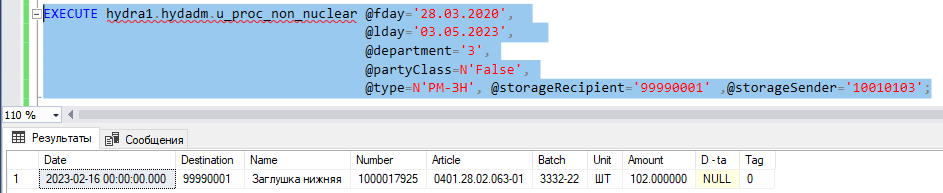 EXECUTE hydra1.hydadm.u_proc_non_nuclear @fday='28.03.2020',
@lday='03.05.2023',
@department='3',
@partyClass=N'False',
@type=N'PM-3H', @storageRecipient='99990001' ,@storageSender='10010103';
110 %
Результаты Сообщения
Date Destination Name Number Article Batch Unit Amount D - ta Tag
1 2023-02-16 00:00:00.000 99990001 Заглушка нижняя 1000017925 0401.28.02.063-01 3332-22 ШТ 102.000000 NULL 0